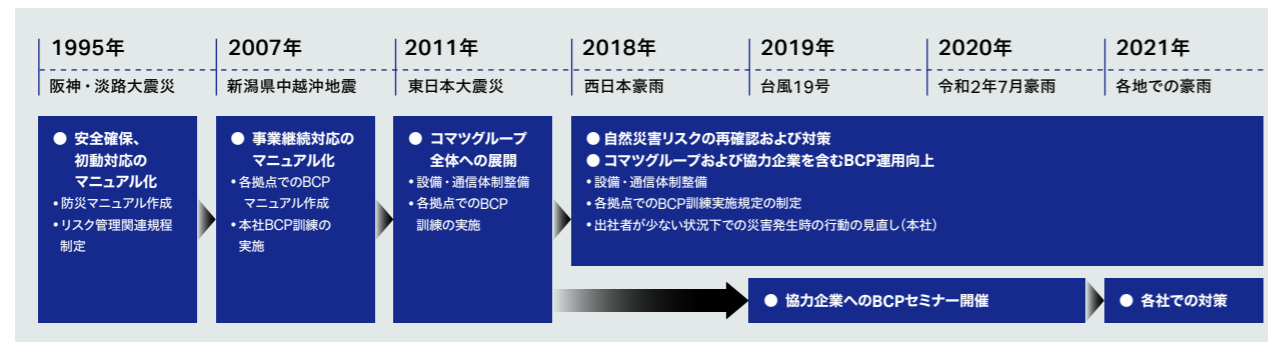 1995年
2007年
2011年
2018年
2019年
2020年
2021年
阪神・淡路大震災
新潟県中越沖地震
東日本大震災
西日本豪雨
台風19号
令和2年7月豪雨
各地での豪雨
● 安全確保、
初動対応の
マニュアル化
•防災マニュアル作成
•リスク管理関連規程
制定
● 事業継続対応の
マニュアル化
•各拠点でのBCP
マニュアル作成
•本社BCP訓練の
実施
● コマツグループ
全体への展開
•設備・通信体制整備
•各拠点でのBCP
訓練の実施
●自然災害リスクの再確認および対策
●コマツグループおよび協力企業を含むBCP運用向上
•設備・通信体制整備
•各拠点でのBCP訓練実施規定の制定
•出社者が少ない状況下での災害発生時の行動の見直し(本社)
● 協力企業へのBCPセミナー開催
● 各社での対策